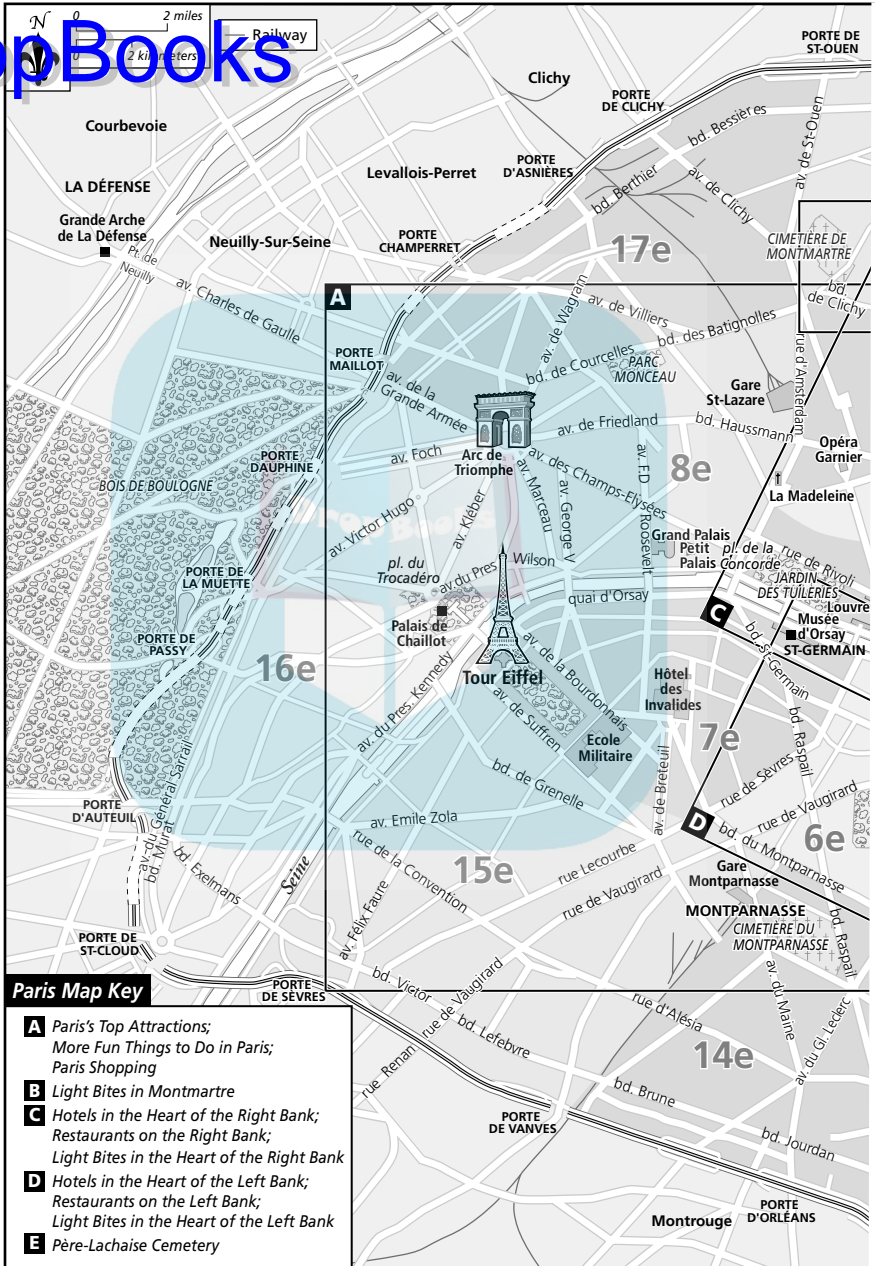 N
0 2 miles
0 2 kilometers
Railway
pBooks
PORTE DE
ST-OUEN
Clichy
PORTE
DE CLICHY
bd. Bessières
av. de St-Ouen
Courbevoie
Levallois-Perret
PORTE
D'ASNIÈRES
bd. Berthier
av. de Clichy
LA DÉFENSE
Grande Arche
de La Défense
Pt. de
Neuilly
Neuilly-Sur-Seine
PORTE
CHAMPERRET
17e
CIMETIÈRE DE
MONTMARTRE
bd.
de Clichy
av. Charles de Gaulle
A
av. de Wagram
av. de Villiers
bd. des Batignolles
PORTE
MAILLOT
bd. de Courcelles
PARC
MONCEAU
rue d'Amsterdam
av. de la
Grande Armée
Gare
St-Lazare
av. de Friedland
bd. Haussmann
Opéra
Garnier
PORTE
DAUPHINE
av. Foch
Arc de
Triomphe
av. des Champs-Elysées
av. F.D
Roosevelt
8e
La Madeleine
BOIS DE BOULOGNE
av. Victor Hugo
DropBooks
av. Kléber
av. Marceau
av. George V
Grand Palais
Petit
Palais
pl. de la
Concorde
rue de Rivoli
PORTE DE
LA MUETTE
pl. du
Trocadéro
av du Pres. Wilson
JARDIN
DES TUILERIES
Louvre
quai d'Orsay
C
Musée
d'Orsay
PORTE DE
PASSY
Palais de
Chaillot
bd. St-Germain
ST-GERMAIN
16e
Tour Eiffel
av. de la Bourdonnais
Hôtel
des
Invalides
av. du Pres. Kennedy
av. de Suffren
Ecole
Militaire
7e
bd. Raspail
av. du Général Sarrail
bd. de Grenelle
av. de Breteuil
rue de Sèvres
PORTE
D'AUTEUIL
bd. Murat
av. Emile Zola
D
rue de Vaugirard
6e
bd. Exelmans
Seine
rue de la Convention
15e
rue Lecourbe
bd. du Montparnasse
Gare
Montparnasse
av. Félix Faure
rue de Vaugirard
MONTPARNASSE
CIMETIÈRE DU
MONTPARNASSE
bd. Raspail
PORTE DE
ST-CLOUD
PORTE
DE SÈVRES
bd. Victor
rue de Vaugirard
bd. Lefebvre
rue d'Alésia
av. du Maine
av. du Gl. Leclerc
rue Renan
14e
bd. Brune
PORTE
DE VANVES
bd. Jourdan
Montrouge
PORTE
D'ORLÉANS
Paris Map Key
A Paris's Top Attractions;
More Fun Things to Do in Paris;
Paris Shopping
B Light Bites in Montmartre
C Hotels in the Heart of the Right Bank;
Restaurants on the Right Bank;
Light Bites in the Heart of the Right Bank
D Hotels in the Heart of the Left Bank;
Restaurants on the Left Bank;
Light Bites in the Heart of the Left Bank
E Père-Lachaise Cemetery